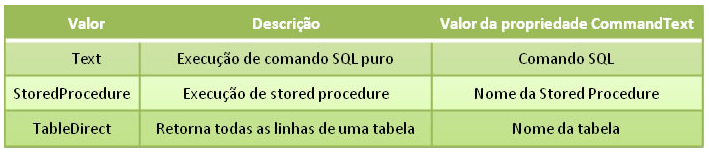 Valor Descrição Valor da propriedade CommandText
Text Execução de comando SQL puro Comando SQL
StoredProcedure Execução de stored procedure Nome da Stored Procedure
TableDirect Retorna todas as linhas de uma tabela Nome da tabela